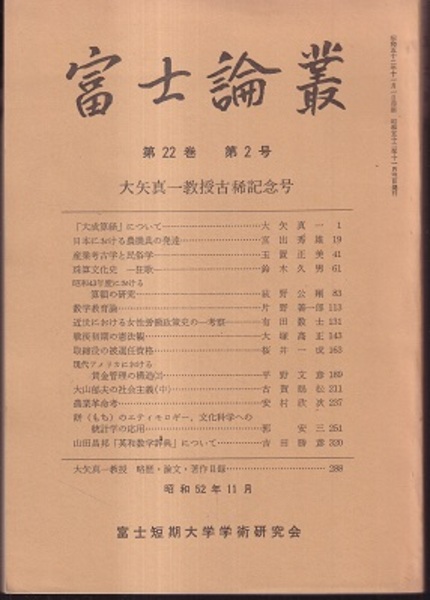 富士論叢
第22巻 第2号
大矢真一教授古稀記念号
「大成算経」について 大矢真一 1
日本における農機具の発達 富田秀雄 19
産業考古学と民俗学 玉置正美 41
珠算文化史 —狂歌— 鈴木久男 61
昭和43年度における
算額の研究 野公剛 83
数学教育論 片野善一郎 113
近世における女性労働政策史の一考察 有田数士 131
戦後初期の憲法観 大塚高正 143
取締役の被選任資格 桜井一成 163
現代アメリカにおける
賃金管理の構造 平野文彦 189
大山郁夫の社会主義(中) 古賀総松 211
農業革命考 安村欣次 237
餅(もち)のエティモロギー,文化科学への
統計学の応用 郭安三 251
山田昌邦「英和数学辞典」について 吉田勝彦 320
大矢真一教授 略歴・論文・著作目録 288
昭和52年11月
富士短期大学学術研究会